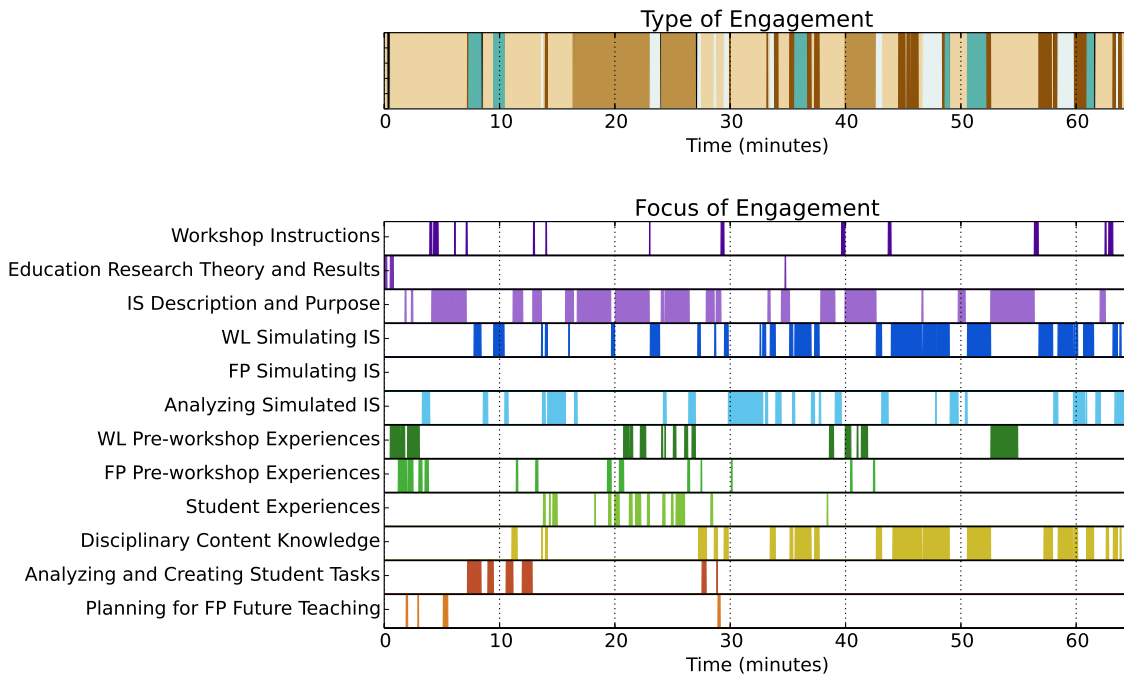 Type of Engagement
0 10 20 30 40 50 60
Time (minutes)
Focus of Engagement
Workshop Instructions
Education Research Theory and Results
IS Description and Purpose
WL Simulating IS
FP Simulating IS
Analyzing Simulated IS
WL Pre-workshop Experiences
FP Pre-workshop Experiences
Student Experiences
Disciplinary Content Knowledge
Analyzing and Creating Student Tasks
Planning for FP Future Teaching
0 10 20 30 40 50 60
Time (minutes)